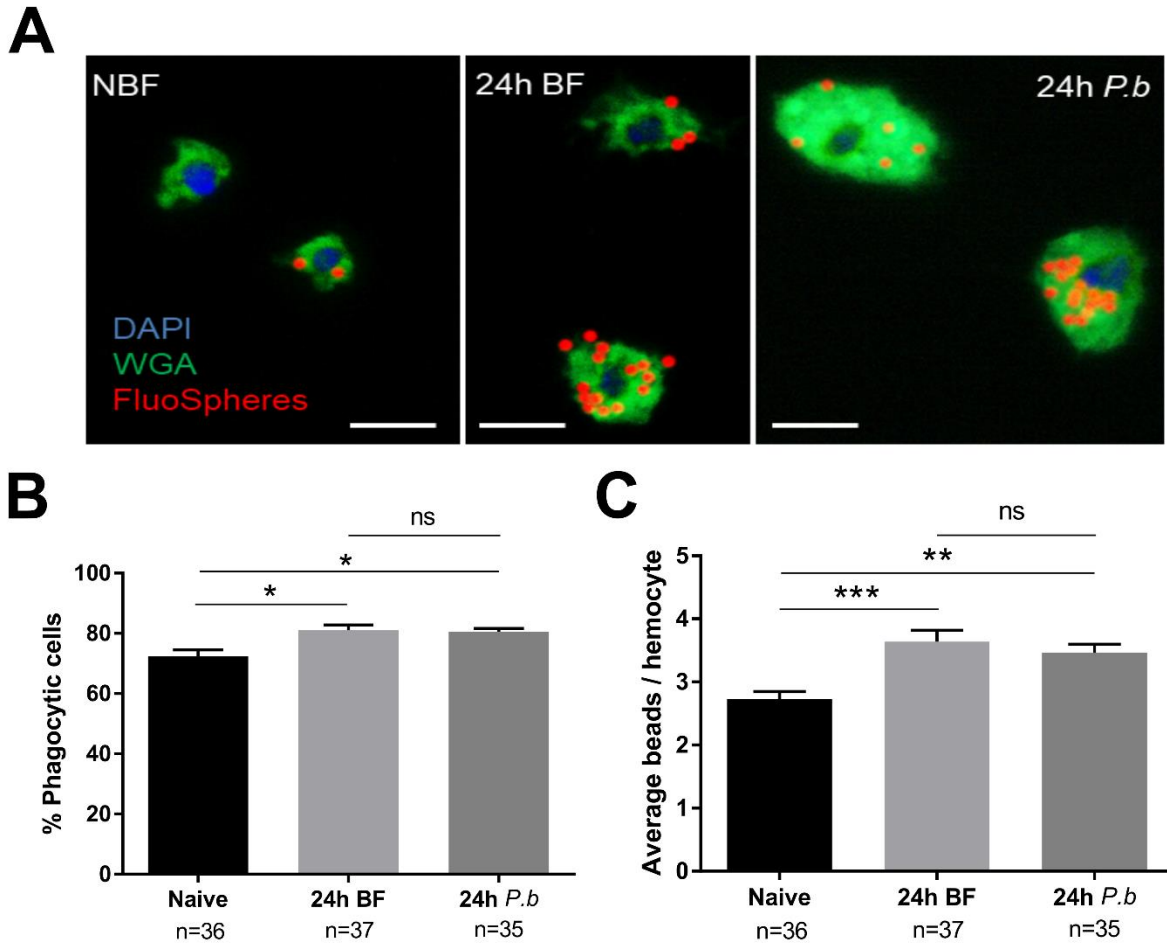 A
NBF
24h BF
24h P.b
DAPI
WGA
FluoSpheres
B
ns
*
*
% Phagocytic cells
100
80
60
40
20
0
Naive
24h BF
24h P.b
n=36
n=37
n=35
C
ns
**
***
Average beads / hemocyte
5
4
3
2
1
0
Naive
24h BF
24h P.b
n=36
n=37
n=35